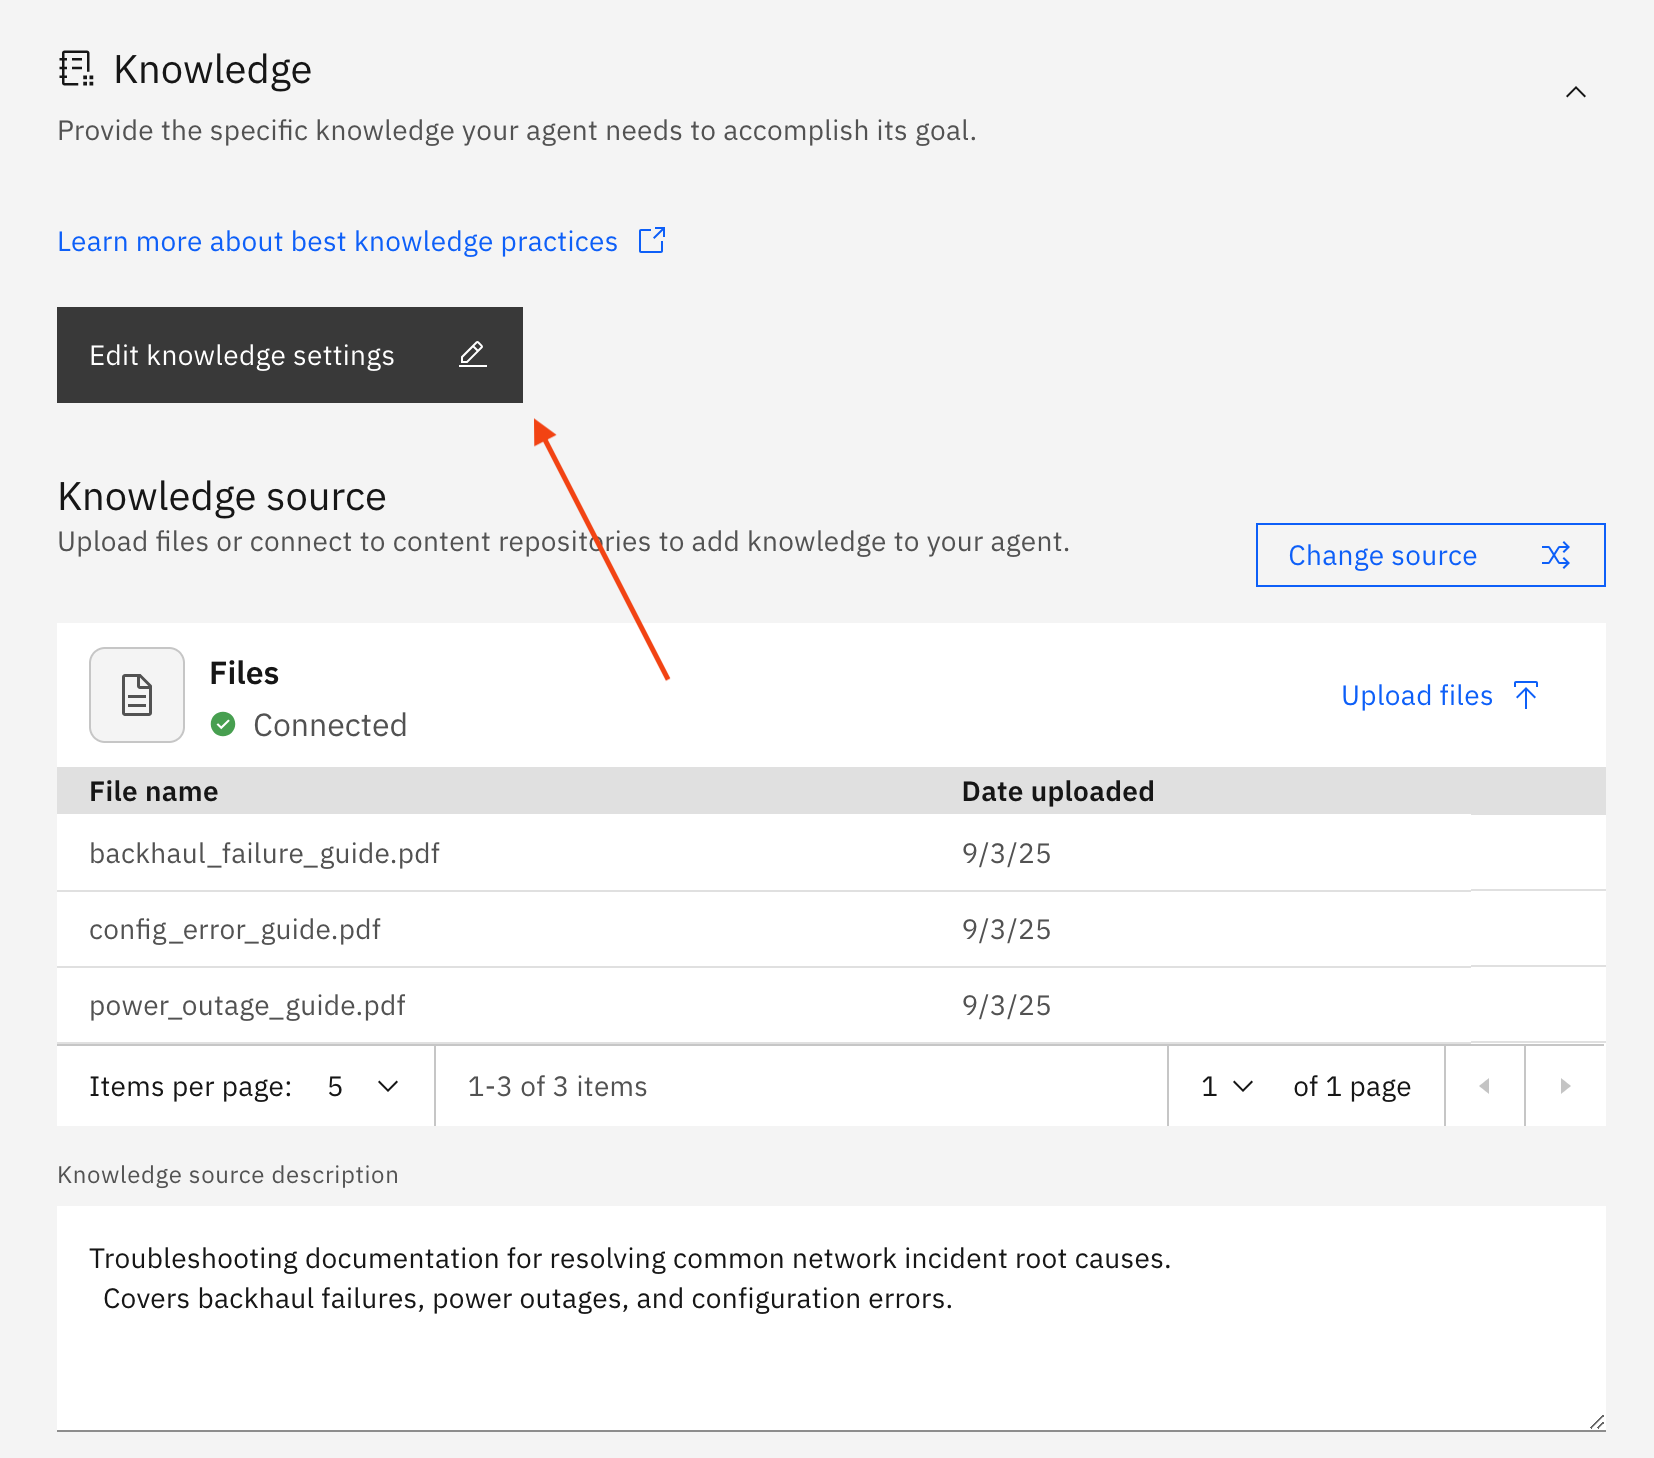 Knowledge
Provide the specific knowledge your agent needs to accomplish its goal.
Learn more about best knowledge practices
Edit knowledge settings
Knowledge source
Upload files or connect to content repositories to add knowledge to your agent.
Change source
Files
Connected
Upload files
File name Date uploaded
backhaul_failure_guide.pdf 9/3/25
config_error_guide.pdf 9/3/25
power_outage_guide.pdf 9/3/25
Items per page: 5 1-3 of 3 items 1 of 1 page
Knowledge source description
Troubleshooting documentation for resolving common network incident root causes.
Covers backhaul failures, power outages, and configuration errors.